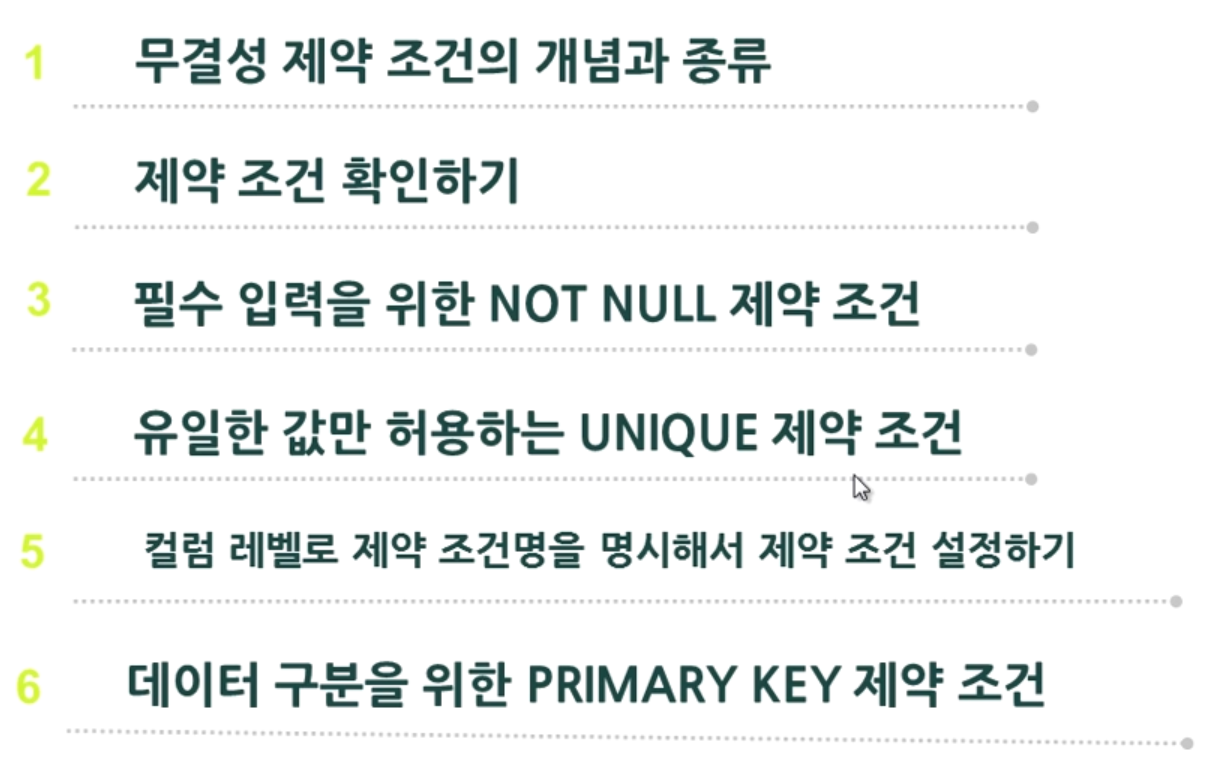 1 무결성 제약 조건의 개념과 종류
2 제약 조건 확인하기
3 필수 입력을 위한 NOT NULL 제약 조건
4 유일한 값만 허용하는 UNIQUE 제약 조건
5 컬럼 레벨로 제약 조건명을 명시해서 제약 조건 설정하기
6 데이터 구분을 위한 PRIMARY KEY 제약 조건